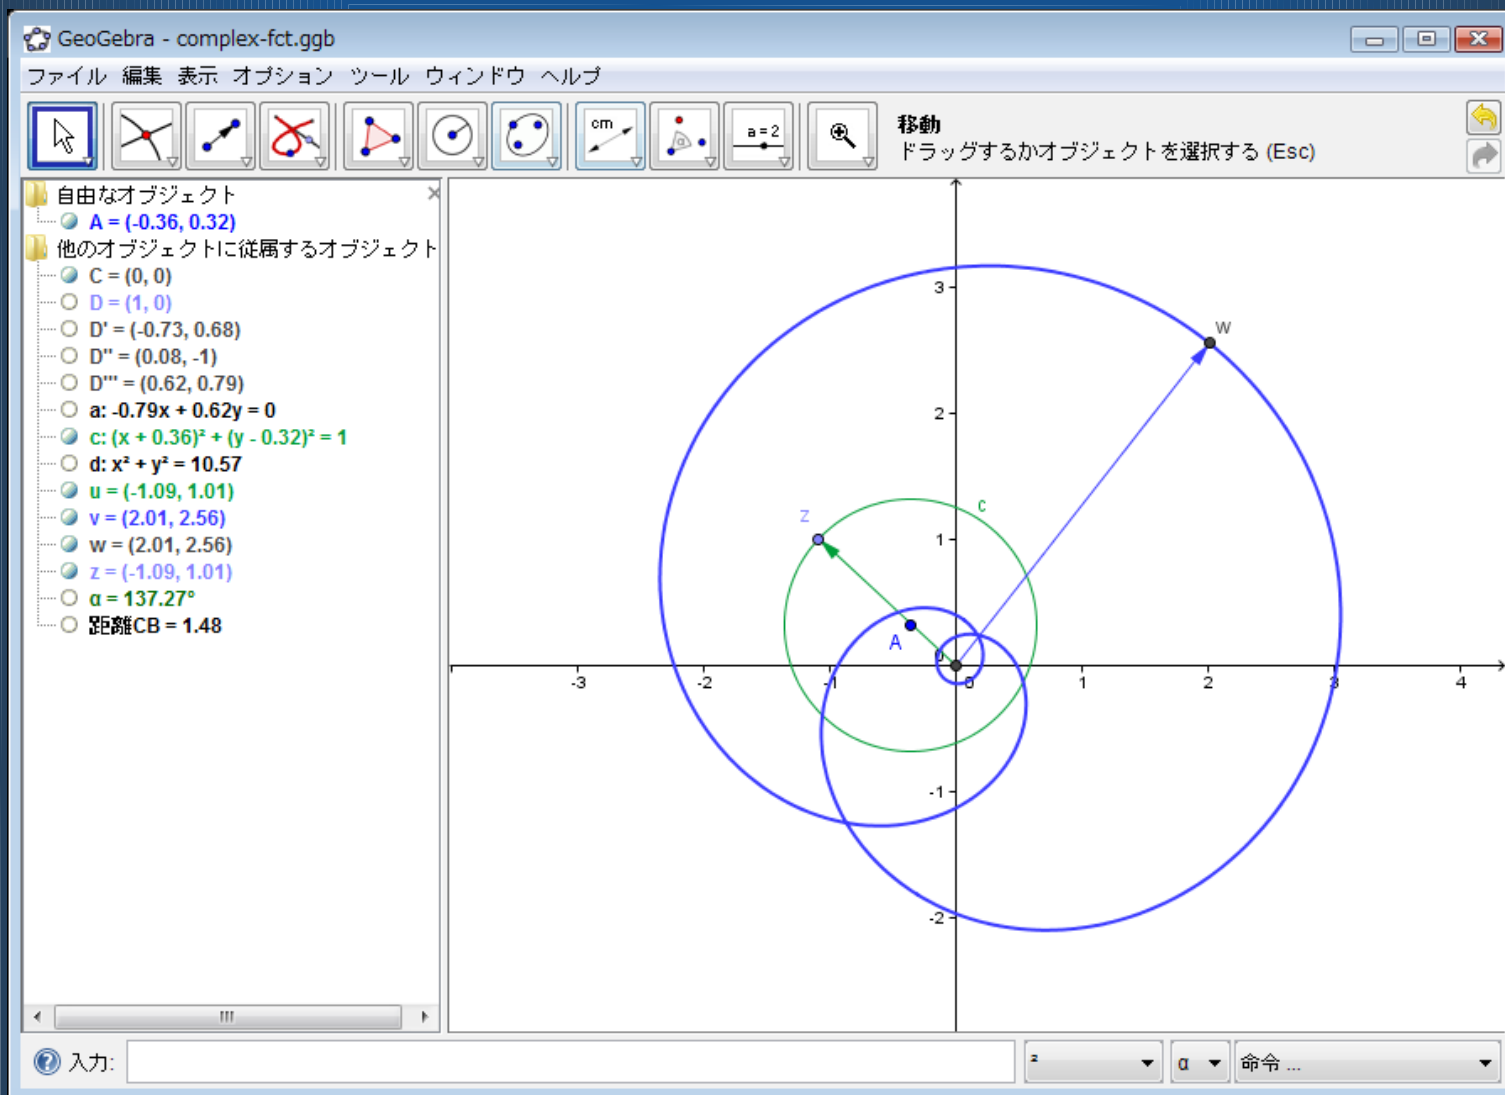 GeoGebra - complex-fct.ggb
ファイル 編集 表示 オプション ツール ウィンドウ ヘルプ
cm
a = 2
移動
ドラッグするかオブジェクトを選択する (Esc)
自由なオブジェクト
A = (-0.36, 0.32)
他のオブジェクトに従属するオブジェクト
C = (0, 0)
D = (1, 0)
D' = (-0.73, 0.68)
D'' = (0.08, -1)
D''' = (0.62, 0.79)
a: -0.79x + 0.62y = 0
c: (x + 0.36)² + (y - 0.32)² = 1
d: x² + y² = 10.57
u = (-1.09, 1.01)
v = (2.01, 2.56)
w = (2.01, 2.56)
z = (-1.09, 1.01)
α = 137.27°
距離CB = 1.48
3
w
2
z
c
1
A
0
-3 -2 -1 0 1 2 3 4
-1
-2
入力:
²
α
命令 ...